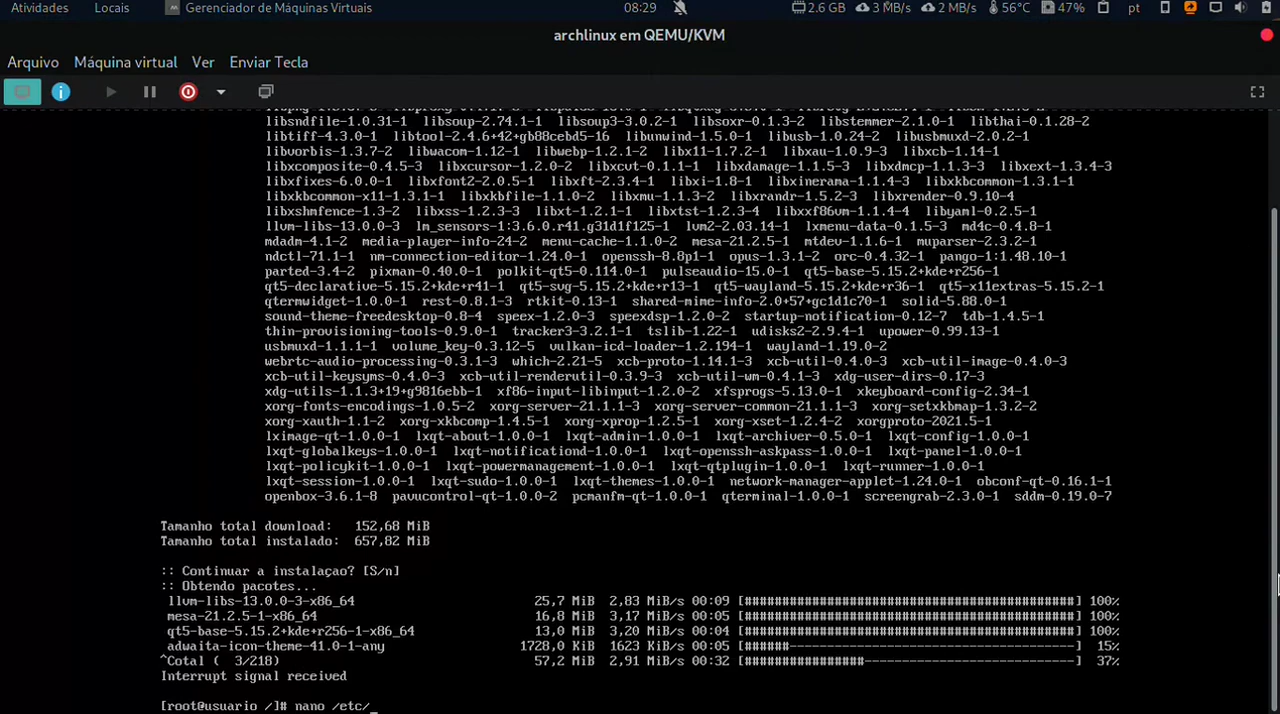 Atividades Locais Gerenciador de Máquinas Virtuais 08:29 2.6 GB 3 MB/s 2 MB/s 56°C 47% pt
archlinux em QEMU/KVM
Arquivo Máquina virtual Ver Enviar Tecla
libsndfile-1.0.31-1 libsoup-2.74.1-1 libsoup3-3.0.2-1 libsoxr-0.1.3-2 libstemmer-2.1.0-1 libthai-0.1.28-2
libtiff-4.3.0-1 libtool-2.4.6+42+gb88cebd5-16 libunwind-1.5.0-1 libusb-1.0.24-2 libusbmuxd-2.0.2-1
libvorbis-1.3.7-2 libwacom-1.12-1 libwebp-1.2.1-2 libx11-1.7.2-1 libxau-1.0.9-3 libxcb-1.14-1
libxcomposite-0.4.5-3 libxcursor-1.2.0-2 libxcvt-0.1.1-1 libxdamage-1.1.5-3 libxdmcp-1.1.3-3 libxext-1.3.4-3
libxfixes-6.0.0-1 libxfont2-2.0.5-1 libxft-2.3.4-1 libxi-1.8-1 libxinerama-1.1.4-3 libxkbcommon-1.3.1-1
libxkbcommon-x11-1.3.1-1 libxkbfile-1.1.0-2 libxmu-1.1.3-2 libxrandr-1.5.2-3 libxrender-0.9.10-4
libxshmfence-1.3-2 libxss-1.2.3-3 libxt-1.2.1-1 libxtst-1.2.3-4 libxxf86vm-1.1.4-4 libyaml-0.2.5-1
llvm-libs-13.0.0-3 lm_sensors-1:3.6.0.r41.g31d1f125-1 lvm2-2.03.14-1 lxmenu-data-0.1.5-3 md4c-0.4.8-1
mdadm-4.1-2 media-player-info-24-2 menu-cache-1.1.0-2 mesa-21.2.5-1 mtdev-1.1.6-1 muparser-2.3.2-1
ndctl-71.1-1 nm-connection-editor-1.24.0-1 openssh-8.8p1-1 opus-1.3.1-2 orc-0.4.32-1 pango-1:1.48.10-1
parted-3.4-2 pixman-0.40.0-1 polkit-qt5-0.114.0-1 pulseaudio-15.0-1 qt5-base-5.15.2+kde+r256-1
qt5-declarative-5.15.2+kde+r41-1 qt5-svg-5.15.2+kde+r13-1 qt5-wayland-5.15.2+kde+r36-1 qt5-x11extras-5.15.2-1
qtermwidget-1.0.0-1 rest-0.8.1-3 rtkit-0.13-1 shared-mime-info-2.0+57+gc1d1c70-1 solid-5.88.0-1
sound-theme-freedesktop-0.8-4 speex-1.2.0-3 speexdsp-1.2.0-2 startup-notification-0.12-7 tdb-1.4.5-1
thin-provisioning-tools-0.9.0-1 tracker3-3.2.1-1 tslib-1.22-1 udisks2-2.9.4-1 upower-0.99.13-1
usbmuxd-1.1.1-1 volume_key-0.3.12-5 vulkan-icd-loader-1.2.194-1 wayland-1.19.0-2
webrtc-audio-processing-0.3.1-3 which-2.21-5 xcb-proto-1.14.1-3 xcb-util-0.4.0-3 xcb-util-image-0.4.0-3
xcb-util-keysyms-0.4.0-3 xcb-util-renderutil-0.3.9-3 xcb-util-wm-0.4.1-3 xdg-user-dirs-0.17-3
xdg-utils-1.1.3+19+g9816ebb-1 xf86-input-libinput-1.2.0-2 xfsprogs-5.13.0-1 xkeyboard-config-2.34-1
xorg-fonts-encodings-1.0.5-2 xorg-server-21.1.1-3 xorg-server-common-21.1.1-3 xorg-setxkbmap-1.3.2-2
xorg-xauth-1.1-2 xorg-xkbcomp-1.4.5-1 xorg-xprop-1.2.5-1 xorg-xset-1.2.4-2 xorgproto-2021.5-1
lximage-qt-1.0.0-1 lxqt-about-1.0.0-1 lxqt-admin-1.0.0-1 lxqt-archiver-0.5.0-1 lxqt-config-1.0.0-1
lxqt-globalkeys-1.0.0-1 lxqt-notificationd-1.0.0-1 lxqt-openssh-askpass-1.0.0-1 lxqt-panel-1.0.0-1
lxqt-policykit-1.0.0-1 lxqt-powermanagement-1.0.0-1 lxqt-qtplugin-1.0.0-1 lxqt-runner-1.0.0-1
lxqt-session-1.0.0-1 lxqt-sudo-1.0.0-1 lxqt-themes-1.0.0-1 network-manager-applet-1.24.0-1 obconf-qt-0.16.1-1
openbox-3.6.1-8 pavucontrol-qt-1.0.0-2 pcmanfm-qt-1.0.0-1 qterminal-1.0.0-1 screengrab-2.3.0-1 sddm-0.19.0-7
Tamanho total download: 152,68 MiB
Tamanho total instalado: 657,82 MiB
:: Continuar a instalaçao? [S/n]
:: Obtendo pacotes...
llvm-libs-13.0.0-3-x86_64 25,7 MiB 2,83 MiB/s 00:09 [############################################] 100%
mesa-21.2.5-1-x86_64 16,8 MiB 3,17 MiB/s 00:05 [############################################] 100%
qt5-base-5.15.2+kde+r256-1-x86_64 13,0 MiB 3,20 MiB/s 00:04 [############################################] 100%
adwaita-icon-theme-41.0-1-any 1728,0 KiB 1623 KiB/s 00:05 [######--------------------------------------] 15%
^Cotal ( 3/218) 57,2 MiB 2,91 MiB/s 00:32 [################----------------------------] 37%
Interrupt signal received
[root@usuario /]# nano /etc/_